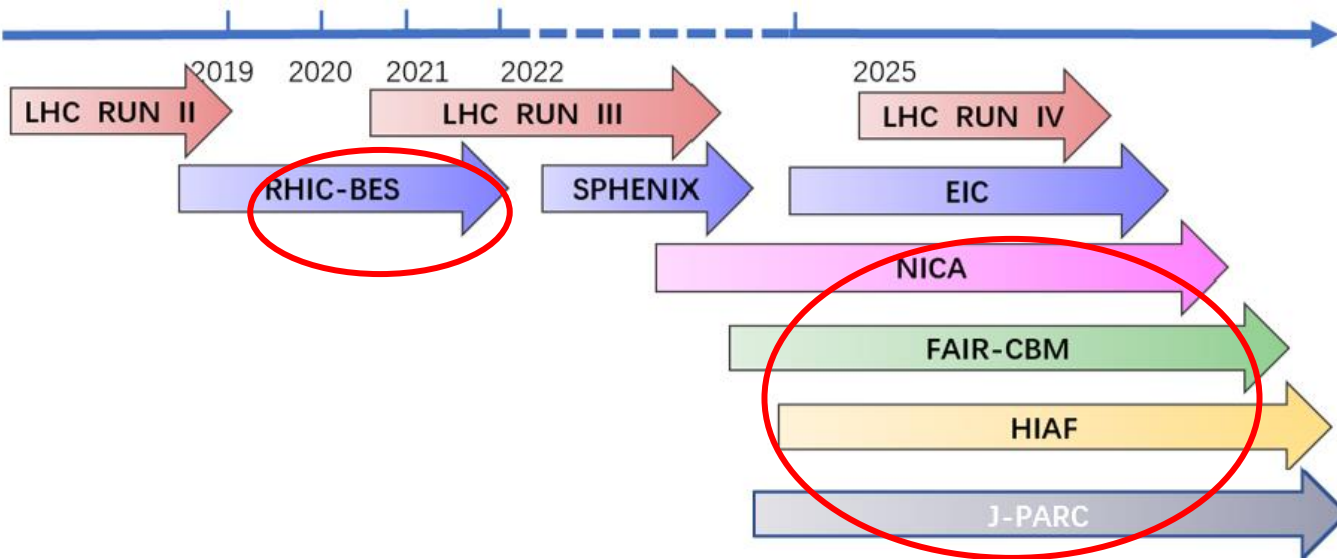 2019 2020 2021 2022 2025
LHC RUN II LHC RUN III LHC RUN IV
RHIC-BES SPHENIX EIC
NICA
FAIR-CBM
HIAF
J-PARC